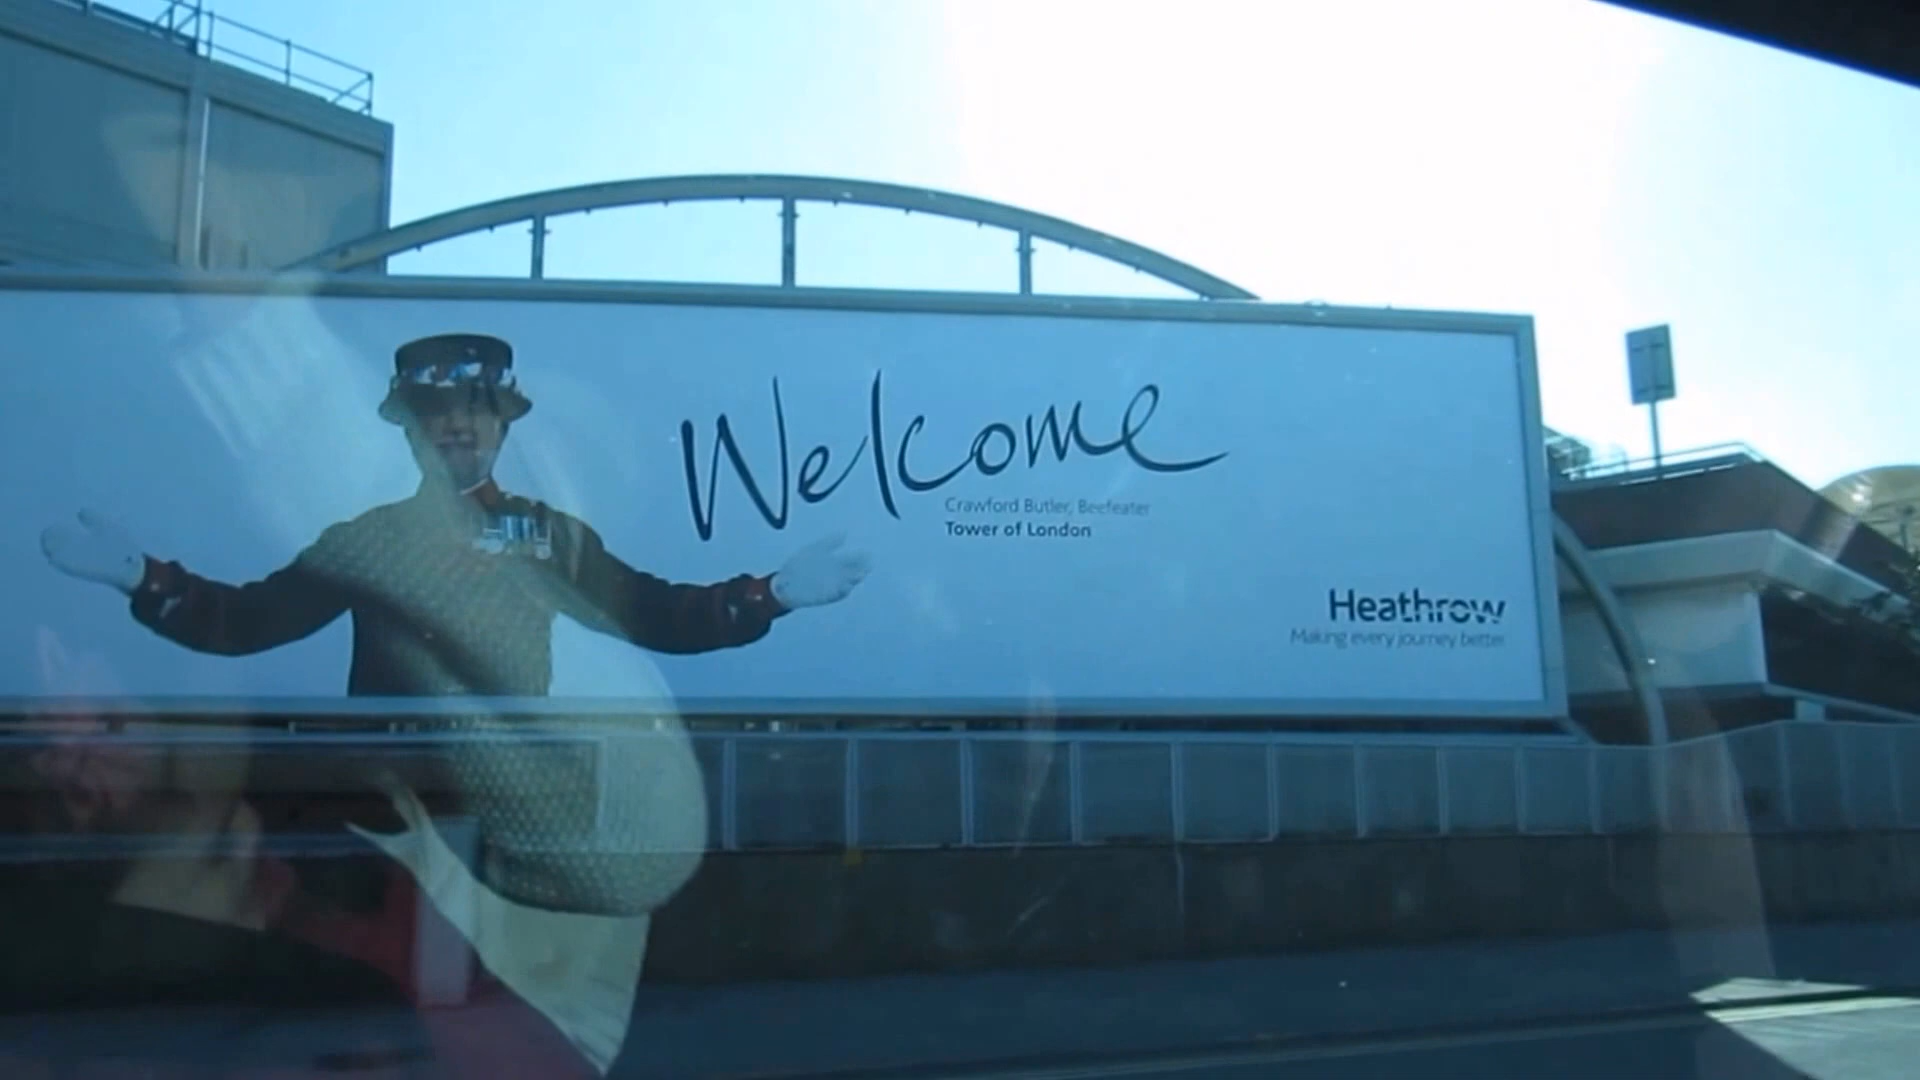 Welcome
Crawford Butler, Beefeater
Tower of London
Heathrow
Making every journey better